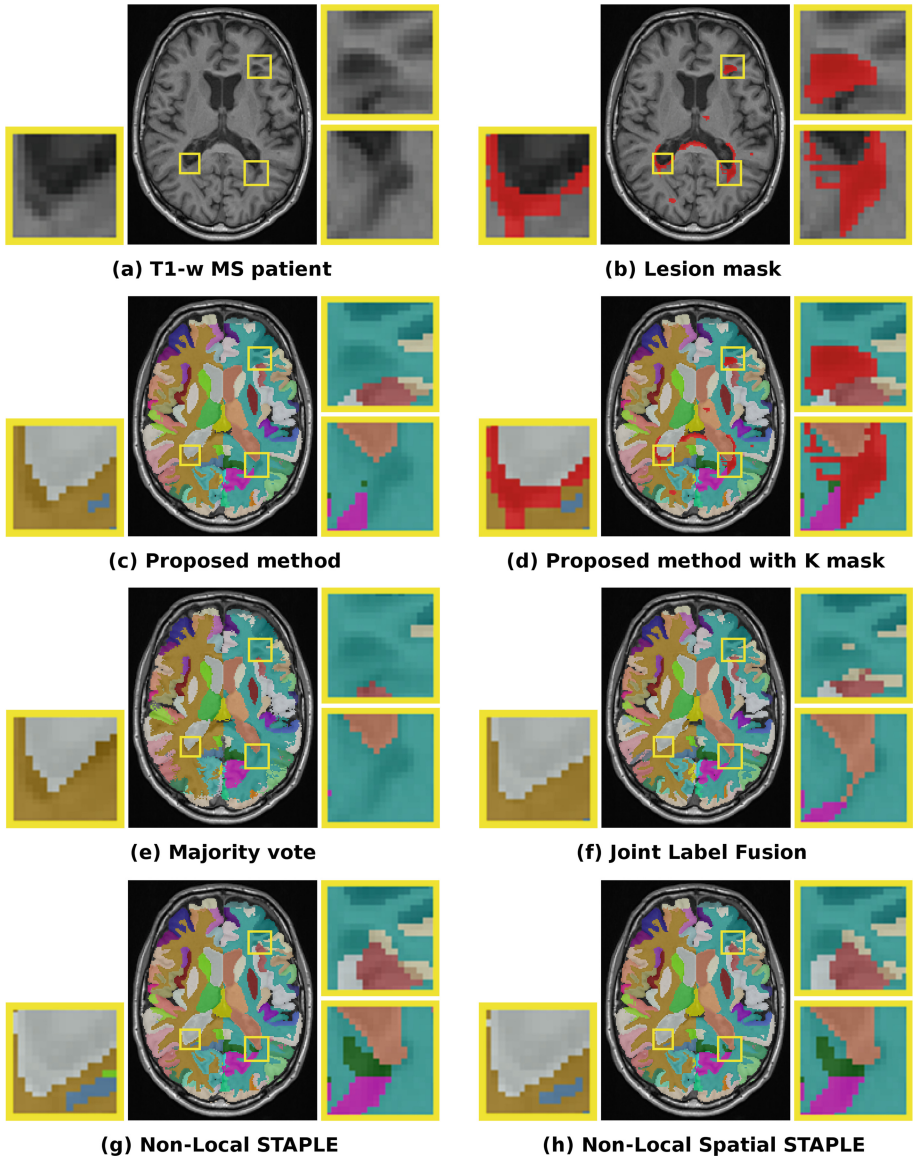 (a) T1-w MS patient
(b) Lesion mask
(c) Proposed method
(d) Proposed method with K mask
(e) Majority vote
(f) Joint Label Fusion
(g) Non-Local STAPLE
(h) Non-Local Spatial STAPLE